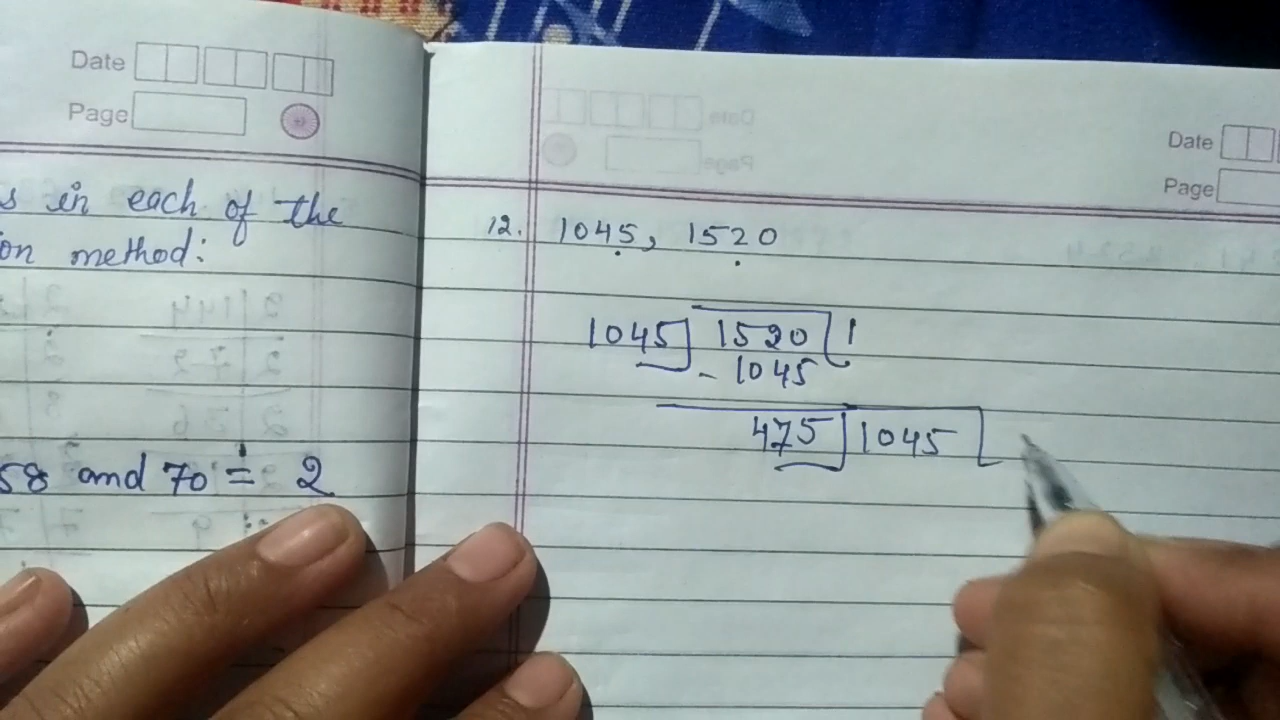 Date
Page
s in each of the
on method:
58 and 70 = 2
Date
Page
12. 1045, 1520
1045 1520 1
- 1045
475 1045